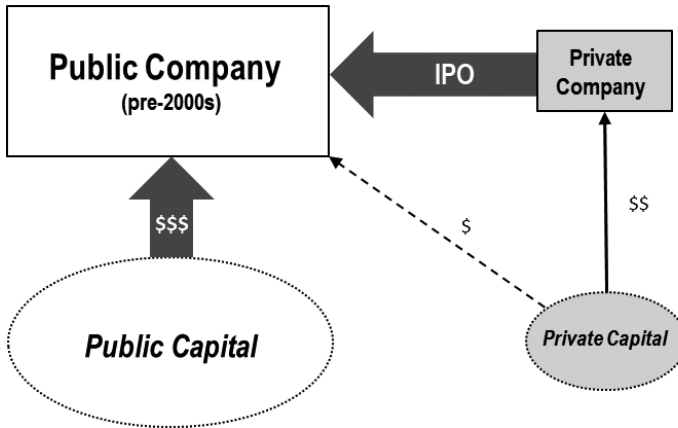 Public Company
(pre-2000s)
IPO
Private
Company
$$$
$
$$
Public Capital
Private Capital